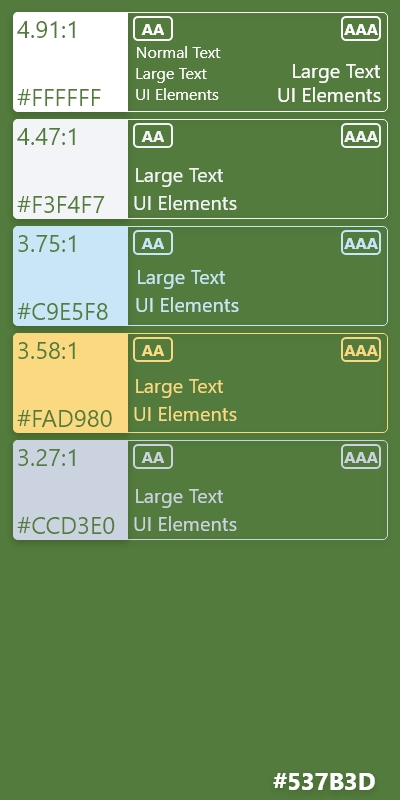 4.91:1
AA
AAA
Normal Text
Large Text
UI Elements
Large Text
UI Elements
#FFFFFF
4.47:1
AA
AAA
Large Text
UI Elements
#F3F4F7
3.75:1
AA
AAA
Large Text
UI Elements
#C9E5F8
3.58:1
AA
AAA
Large Text
UI Elements
#FAD980
3.27:1
AA
AAA
Large Text
UI Elements
#CCD3E0
#537B3D